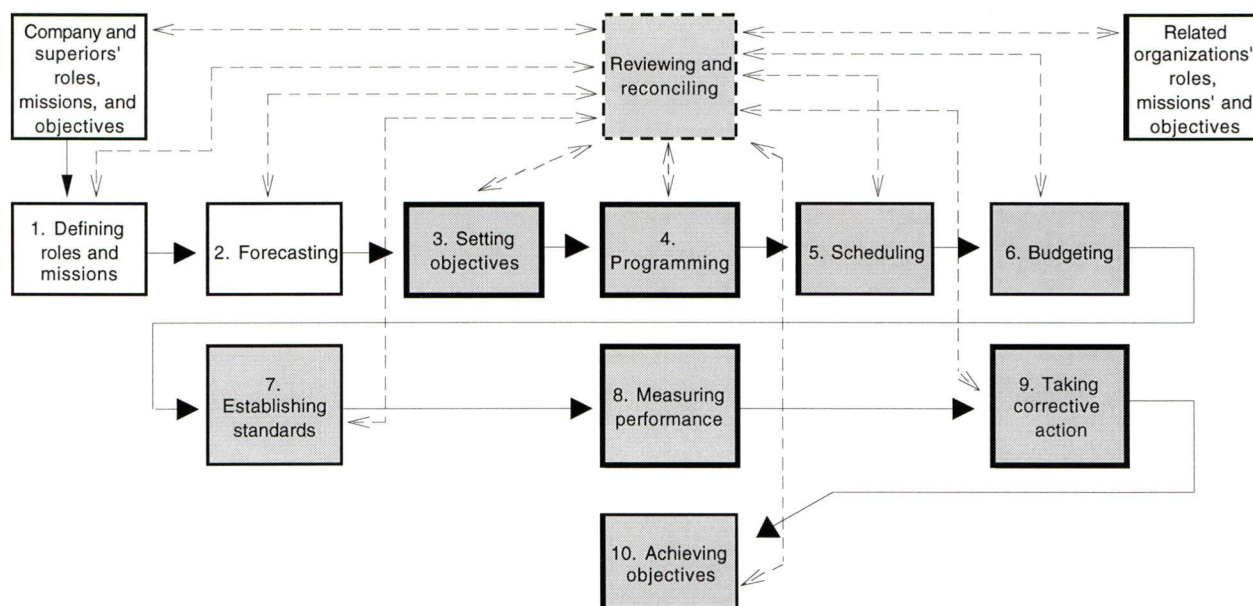 Company and
superiors'
roles,
missions, and
objectives
Reviewing and
reconciling
Related
organizations'
roles,
missions' and
objectives
1. Defining
roles and
missions
2. Forecasting
3. Setting
objectives
4.
Programming
5. Scheduling
6. Budgeting
7.
Establishing
standards
8. Measuring
performance
9. Taking
corrective
action
10. Achieving
objectives